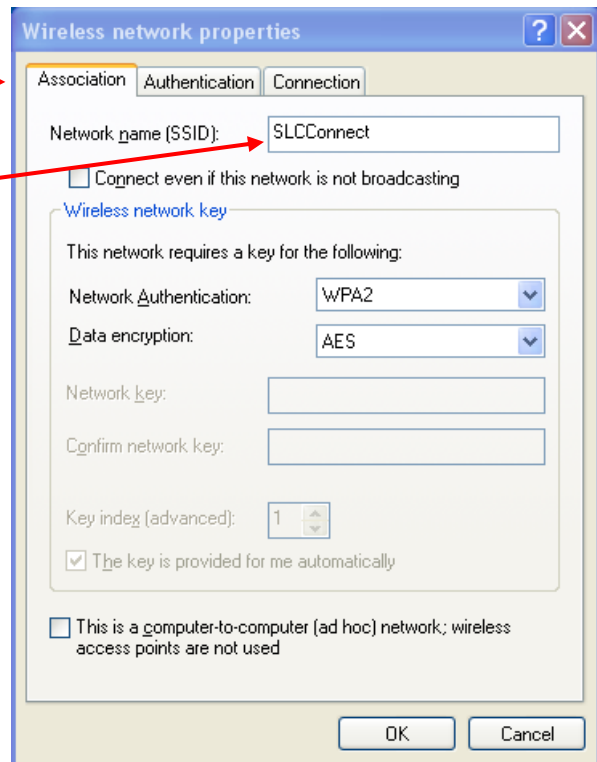 Wireless network properties
Association Authentication Connection
Network name (SSID): SLCConnect
Connect even if this network is not broadcasting
Wireless network key
This network requires a key for the following:
Network Authentication: WPA2
Data encryption: AES
Network key:
Confirm network key:
Key index (advanced): 1
The key is provided for me automatically
This is a computer-to-computer (ad hoc) network; wireless
access points are not used
OK Cancel